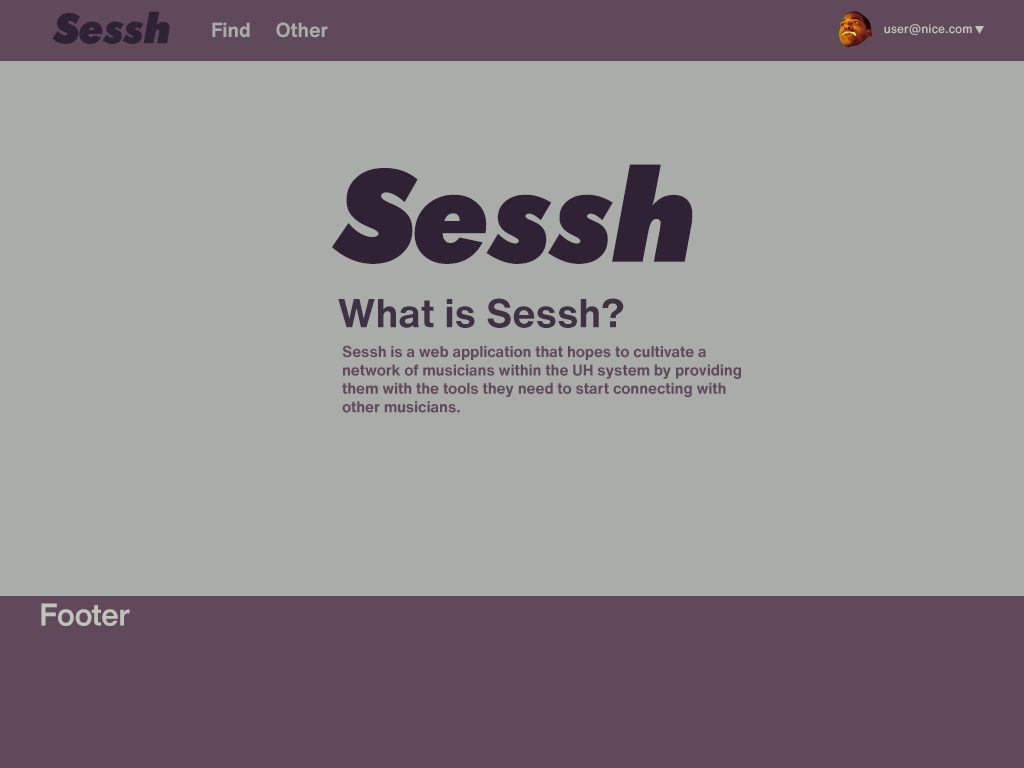 Sessh Find Other user@nice.com ▼
Sessh
What is Sessh?
Sessh is a web application that hopes to cultivate a
network of musicians within the UH system by providing
them with the tools they need to start connecting with
other musicians.
Footer